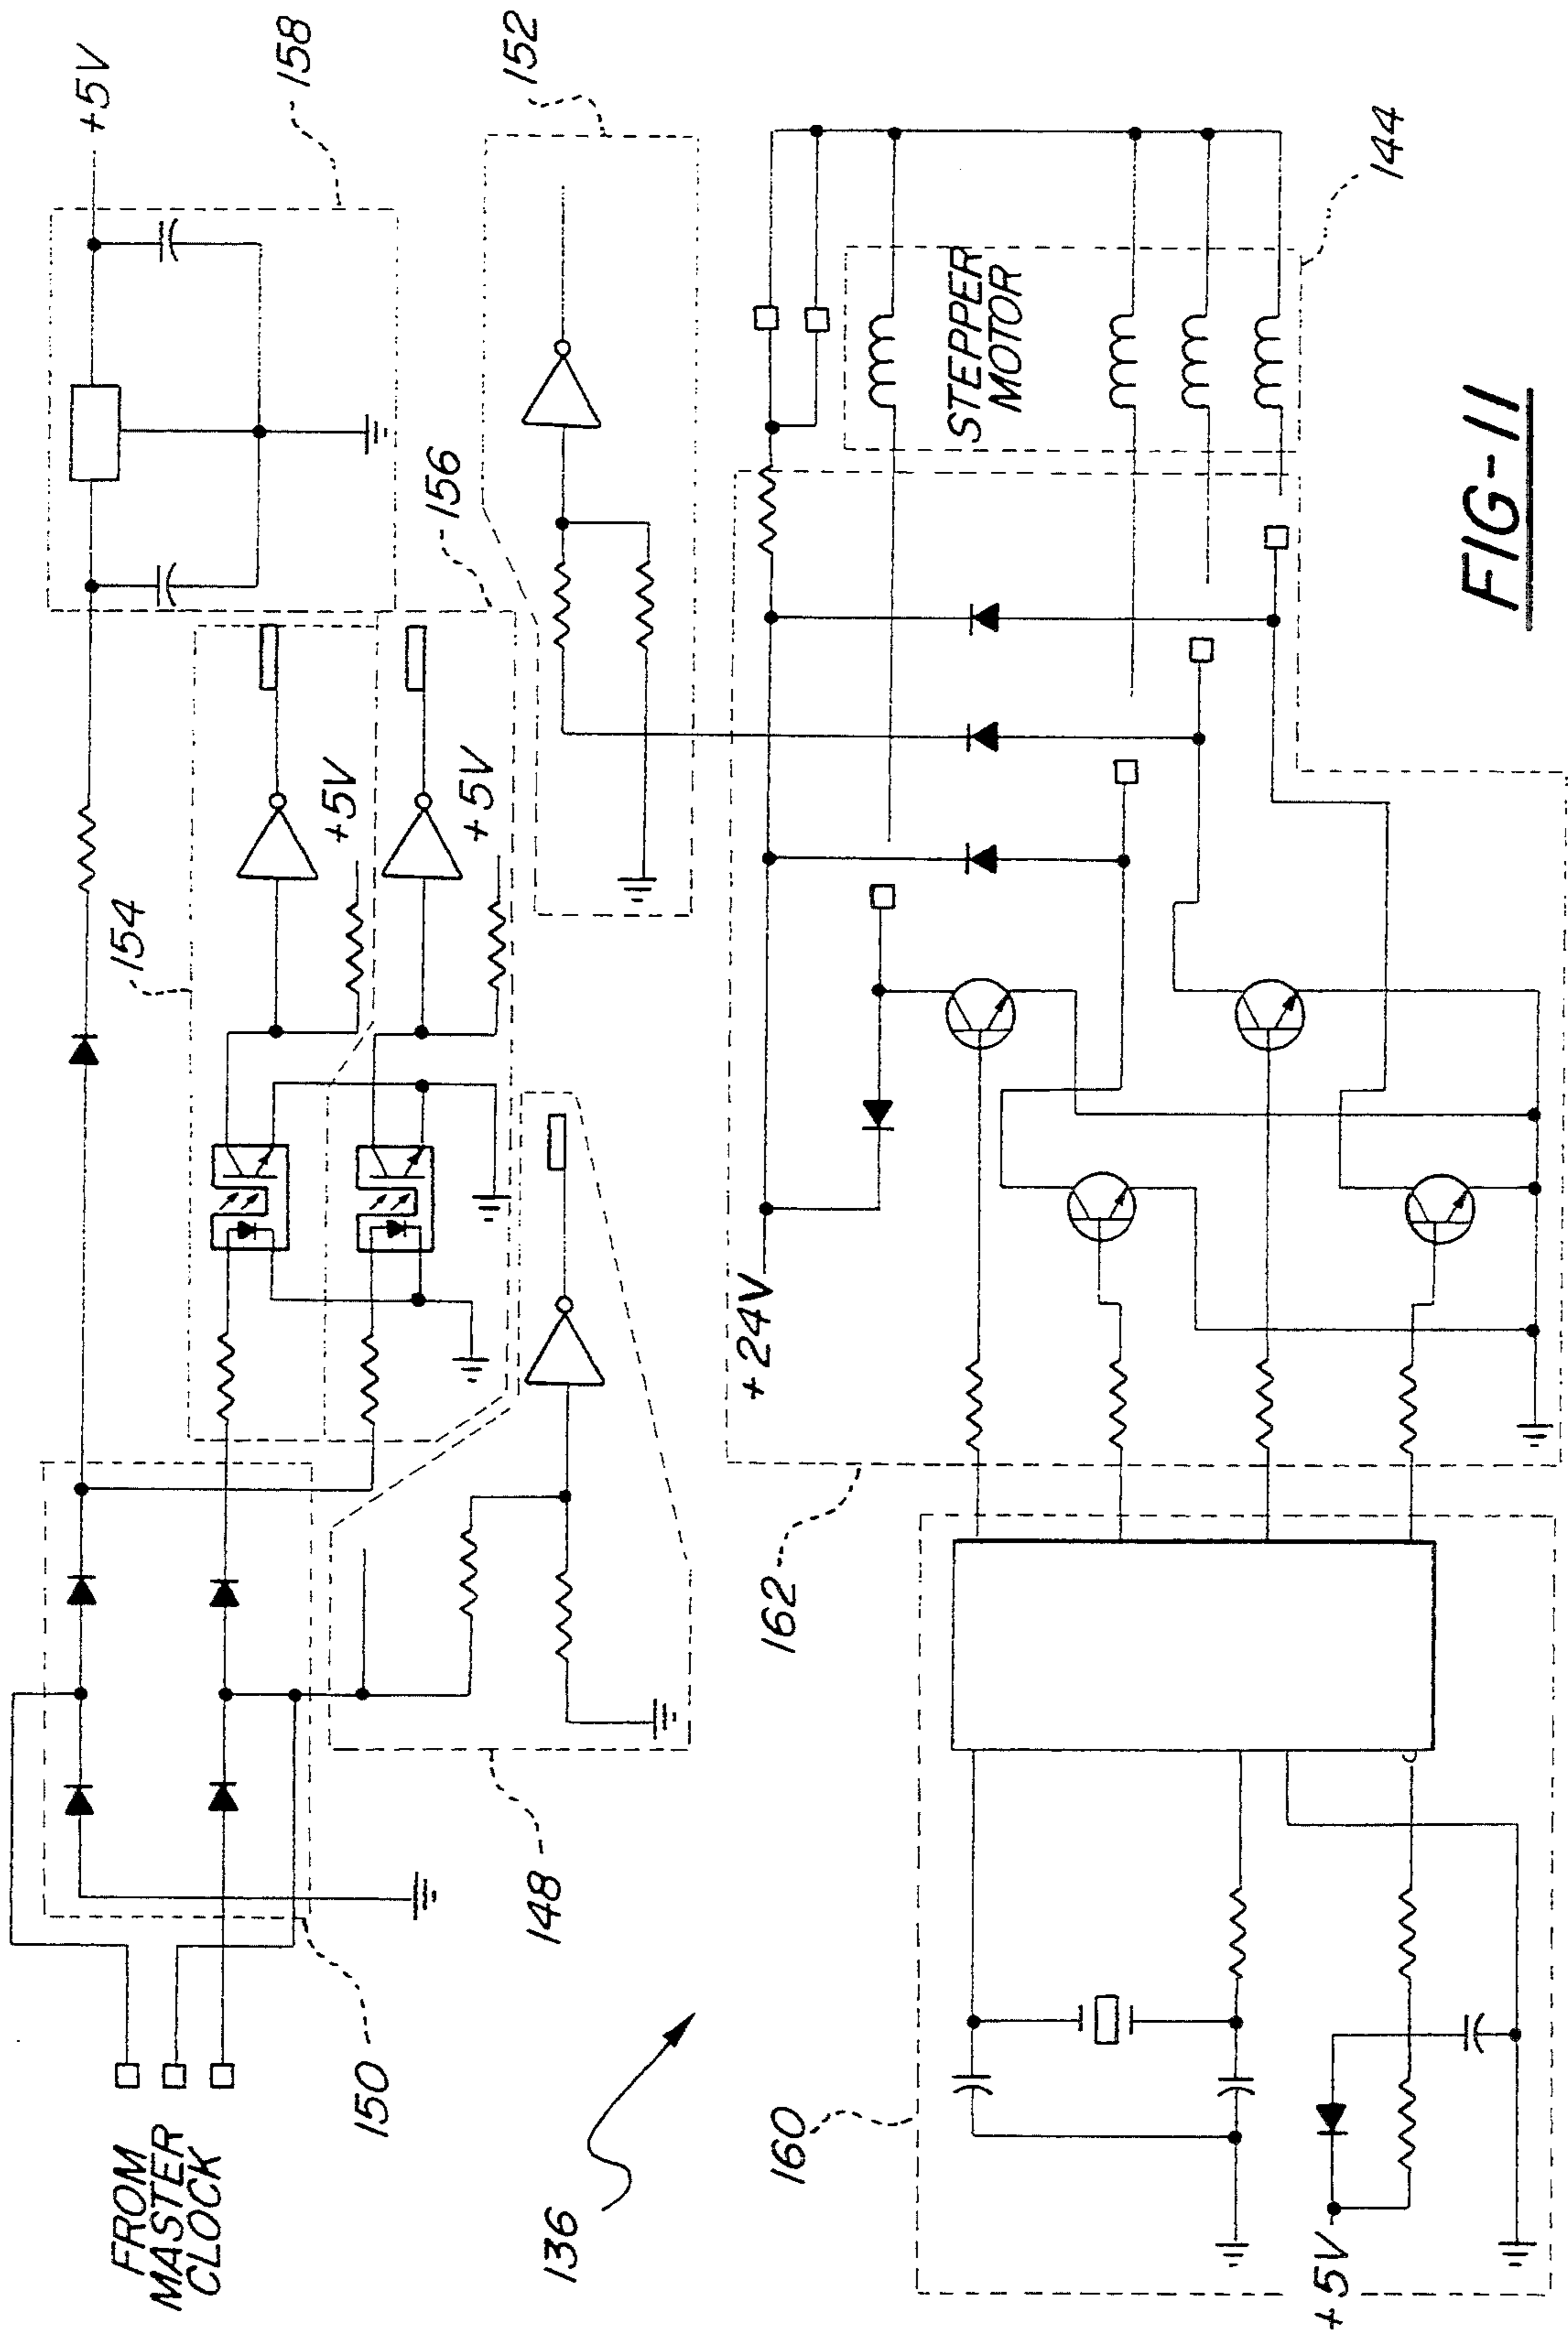 FROM
MASTER
CLOCK
150
154
+5V
158
+5V
+5V
156
152
148
136
160
+5V
162
+24V
STEPPER
MOTOR
144
FIG-11